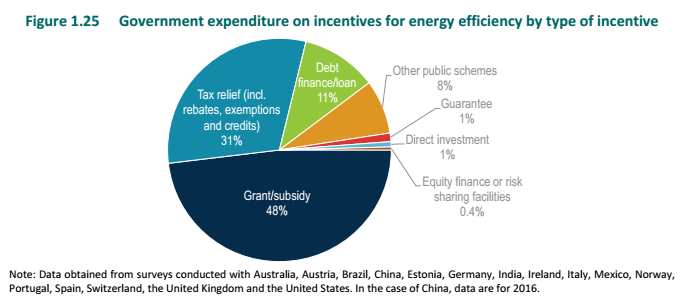 Figure 1.25 Government expenditure on incentives for energy efficiency by type of incentive
Debt
finance/loan
11%
Other public schemes
8%
Guarantee
1%
Direct investment
1%
Equity finance or risk
sharing facilities
0.4%
Tax relief (incl.
rebates, exemptions
and credits)
31%
Grant/subsidy
48%
Note: Data obtained from surveys conducted with Australia, Austria, Brazil, China, Estonia, Germany, India, Ireland, Italy, Mexico, Norway,
Portugal, Spain, Switzerland, the United Kingdom and the United States. In the case of China, data are for 2016.